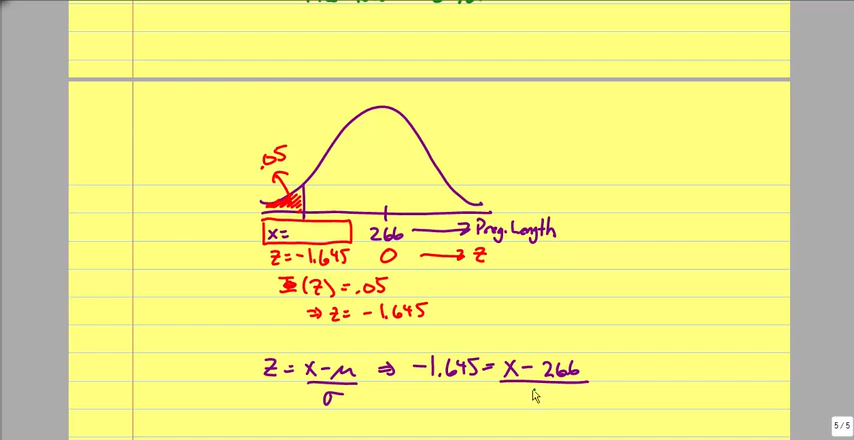 .05
x= 266 → Preg. Length
z=-1.645 0 → z
Φ(z)=.05
⇒ z= -1.645
z = x-μ/σ ⇒ -1.645 = x- 266
5/5